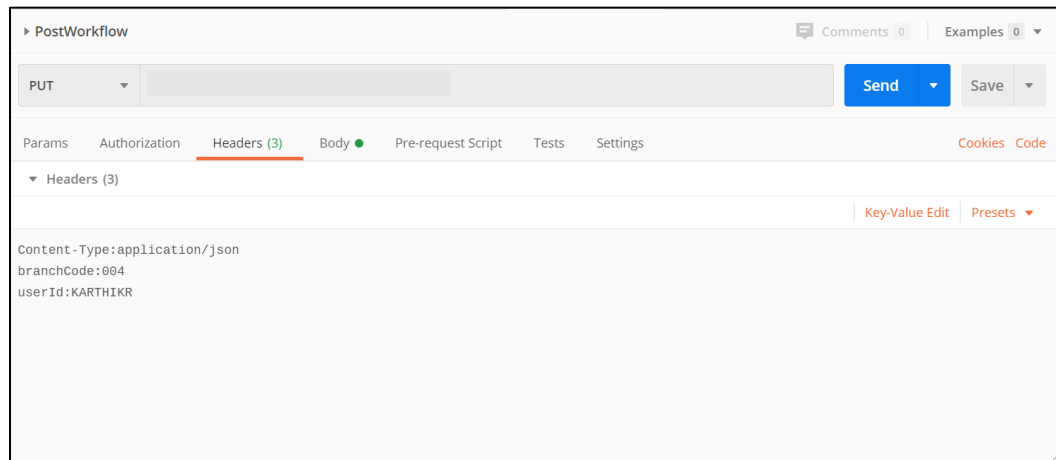 PostWorkflow Comments 0 Examples 0
PUT Send Save
Params Authorization Headers (3) Body Pre-request Script Tests Settings Cookies Code
Headers (3)
Key-Value Edit Presets
Content-Type:application/json
branchCode:004
userId:KARTHIKR